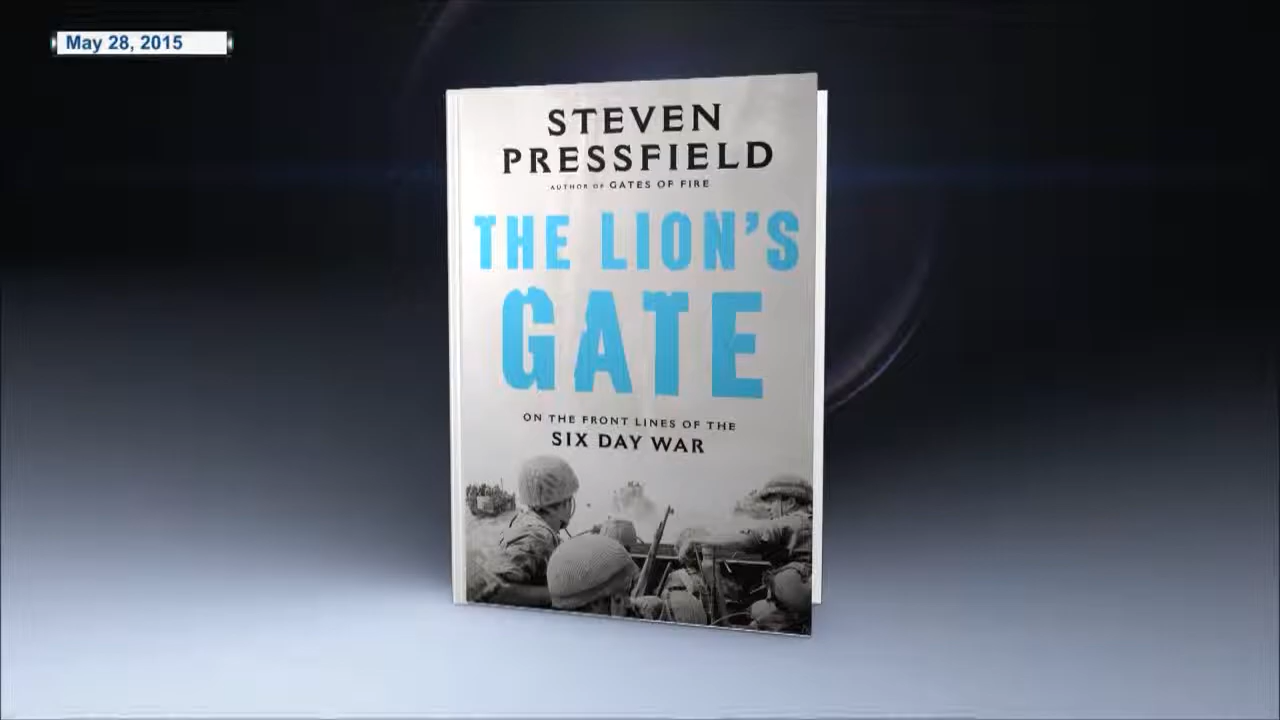 May 28, 2015
STEVEN
PRESSFIELD
AUTHOR OF GATES OF FIRE
THE LION'S
GATE
ON THE FRONT LINES OF THE
SIX DAY WAR